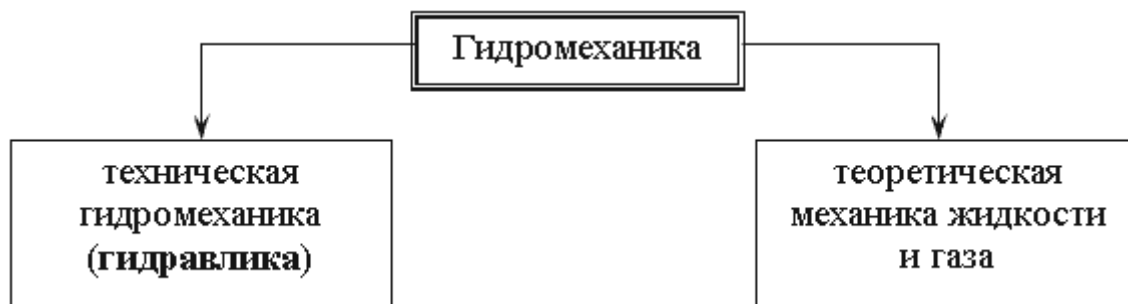 Гидромеханика
техническая
гидромеханика
(гидравлика)
теоретическая
механика жидкости
и газа